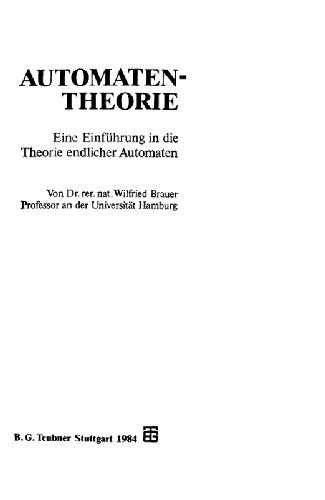 AUTOMATEN-
THEORIE
Eine Einführung in die
Theorie endlicher Automaten
Von Dr. rer. nat. Wilfried Brauer
Professor an der Universität Hamburg
B. G. Teubner Stuttgart 1984